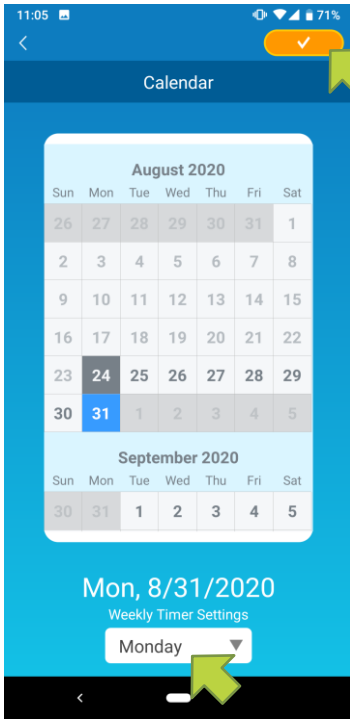 11:05 71%
Calendar
August 2020
Sun Mon Tue Wed Thu Fri Sat
26 27 28 29 30 31 1
2 3 4 5 6 7 8
9 10 11 12 13 14 15
16 17 18 19 20 21 22
23 24 25 26 27 28 29
30 31 1 2 3 4 5
September 2020
Sun Mon Tue Wed Thu Fri Sat
30 31 1 2 3 4 5
Mon, 8/31/2020
Weekly Timer Settings
Monday